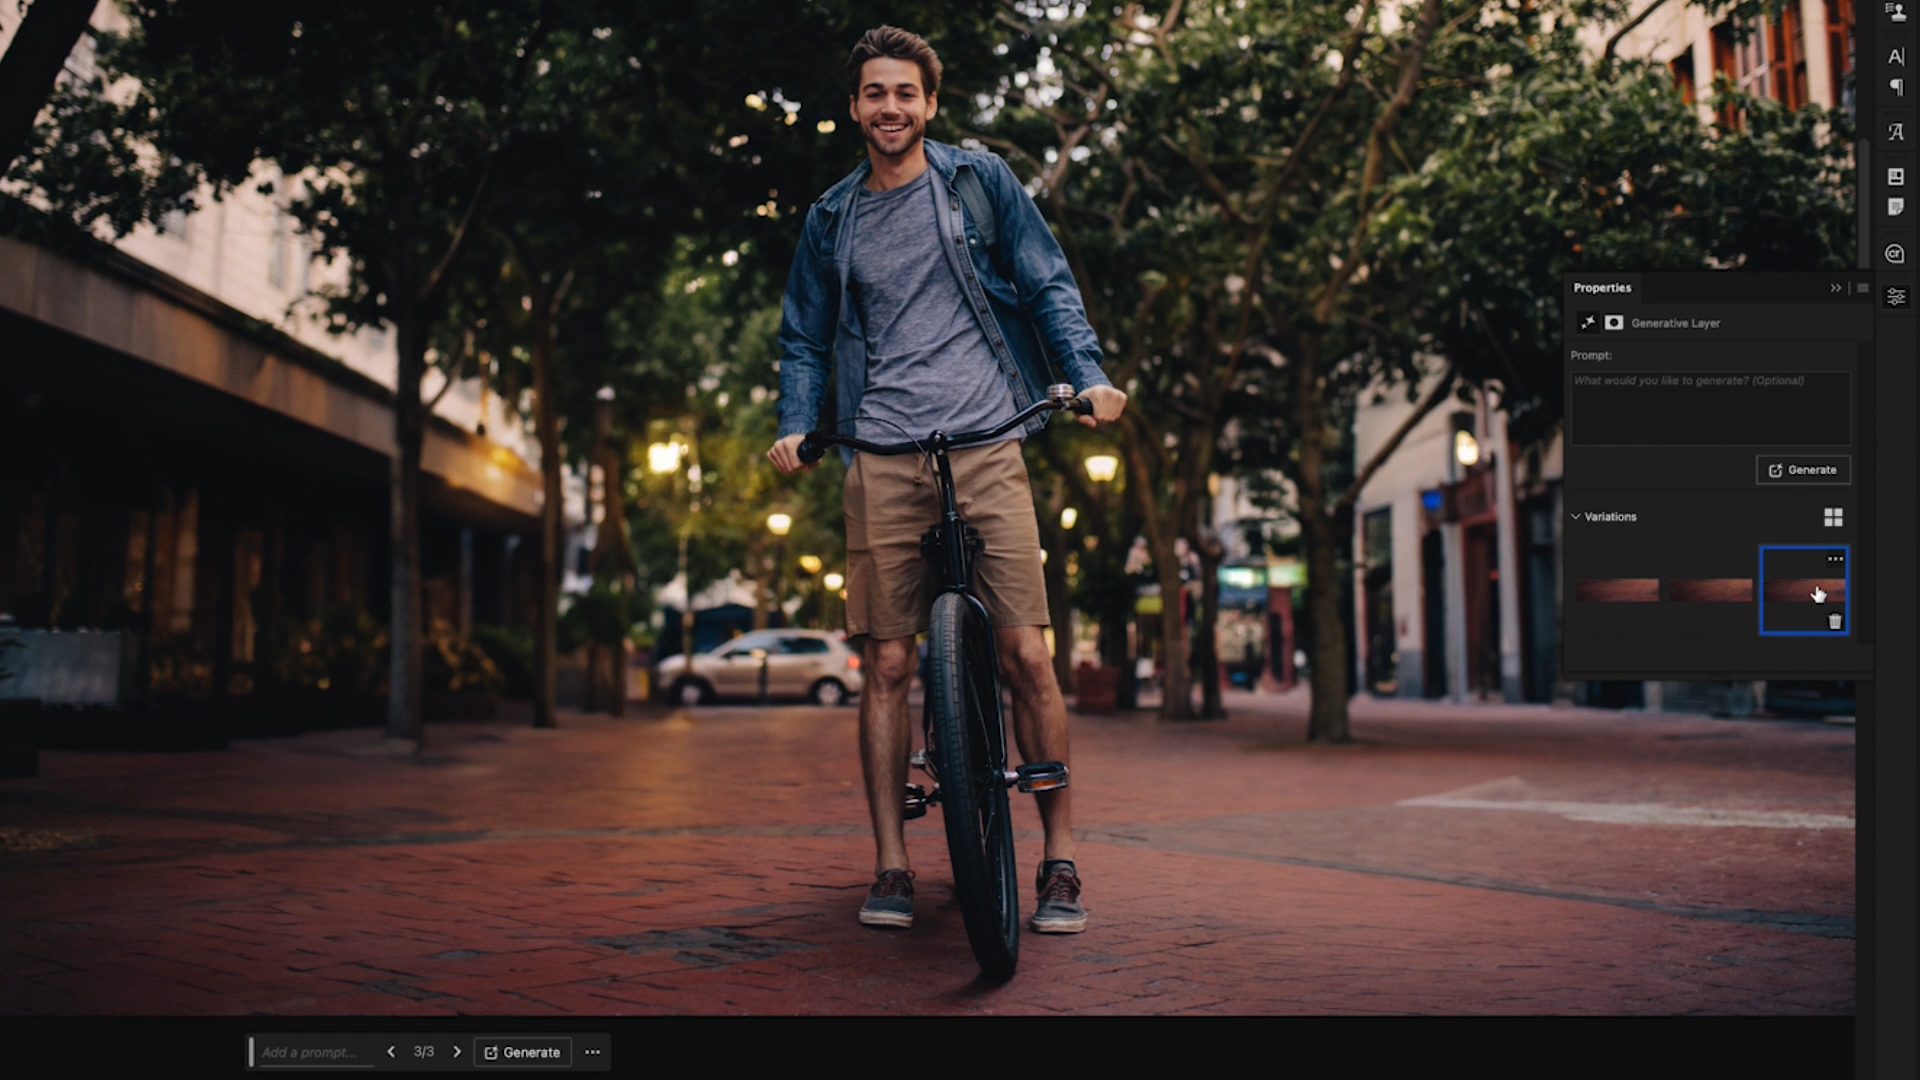 Properties
Generative Layer
Prompt:
What would you like to generate? (Optional)
Generate
Variations
Add a prompt...
3/3
Generate